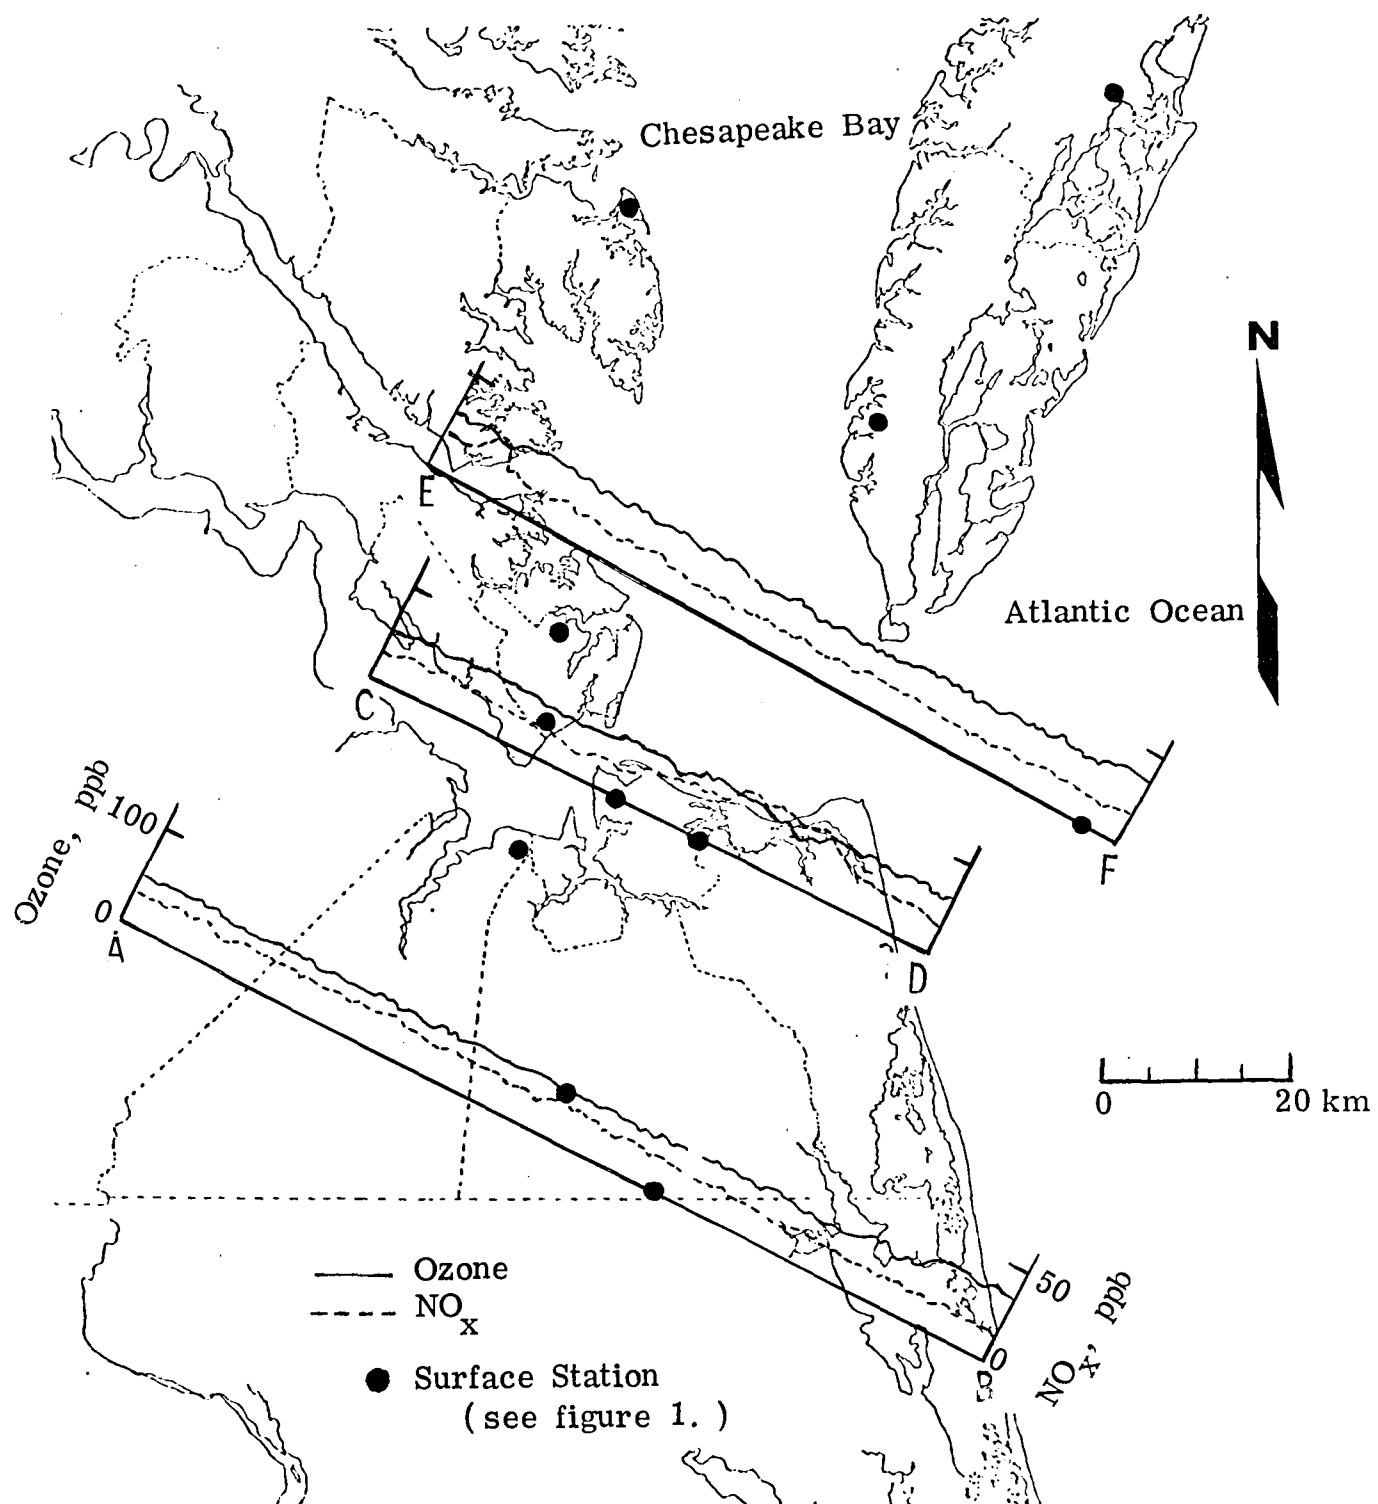 Chesapeake Bay
N
E
Atlantic Ocean
C
Ozone, ppb
100
0
A
F
D
0 20 km
Ozone
NOx
Surface Station
(see figure 1. )
50
0
B
NOx, ppb